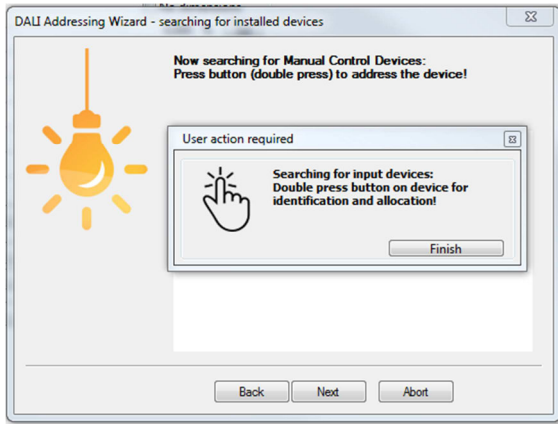 No dimensions
DALI Addressing Wizard - searching for installed devices
Now searching for Manual Control Devices:
Press button (double press) to address the device!
User action required
Searching for input devices:
Double press button on device for
identification and allocation!
Finish
Back
Next
Abort